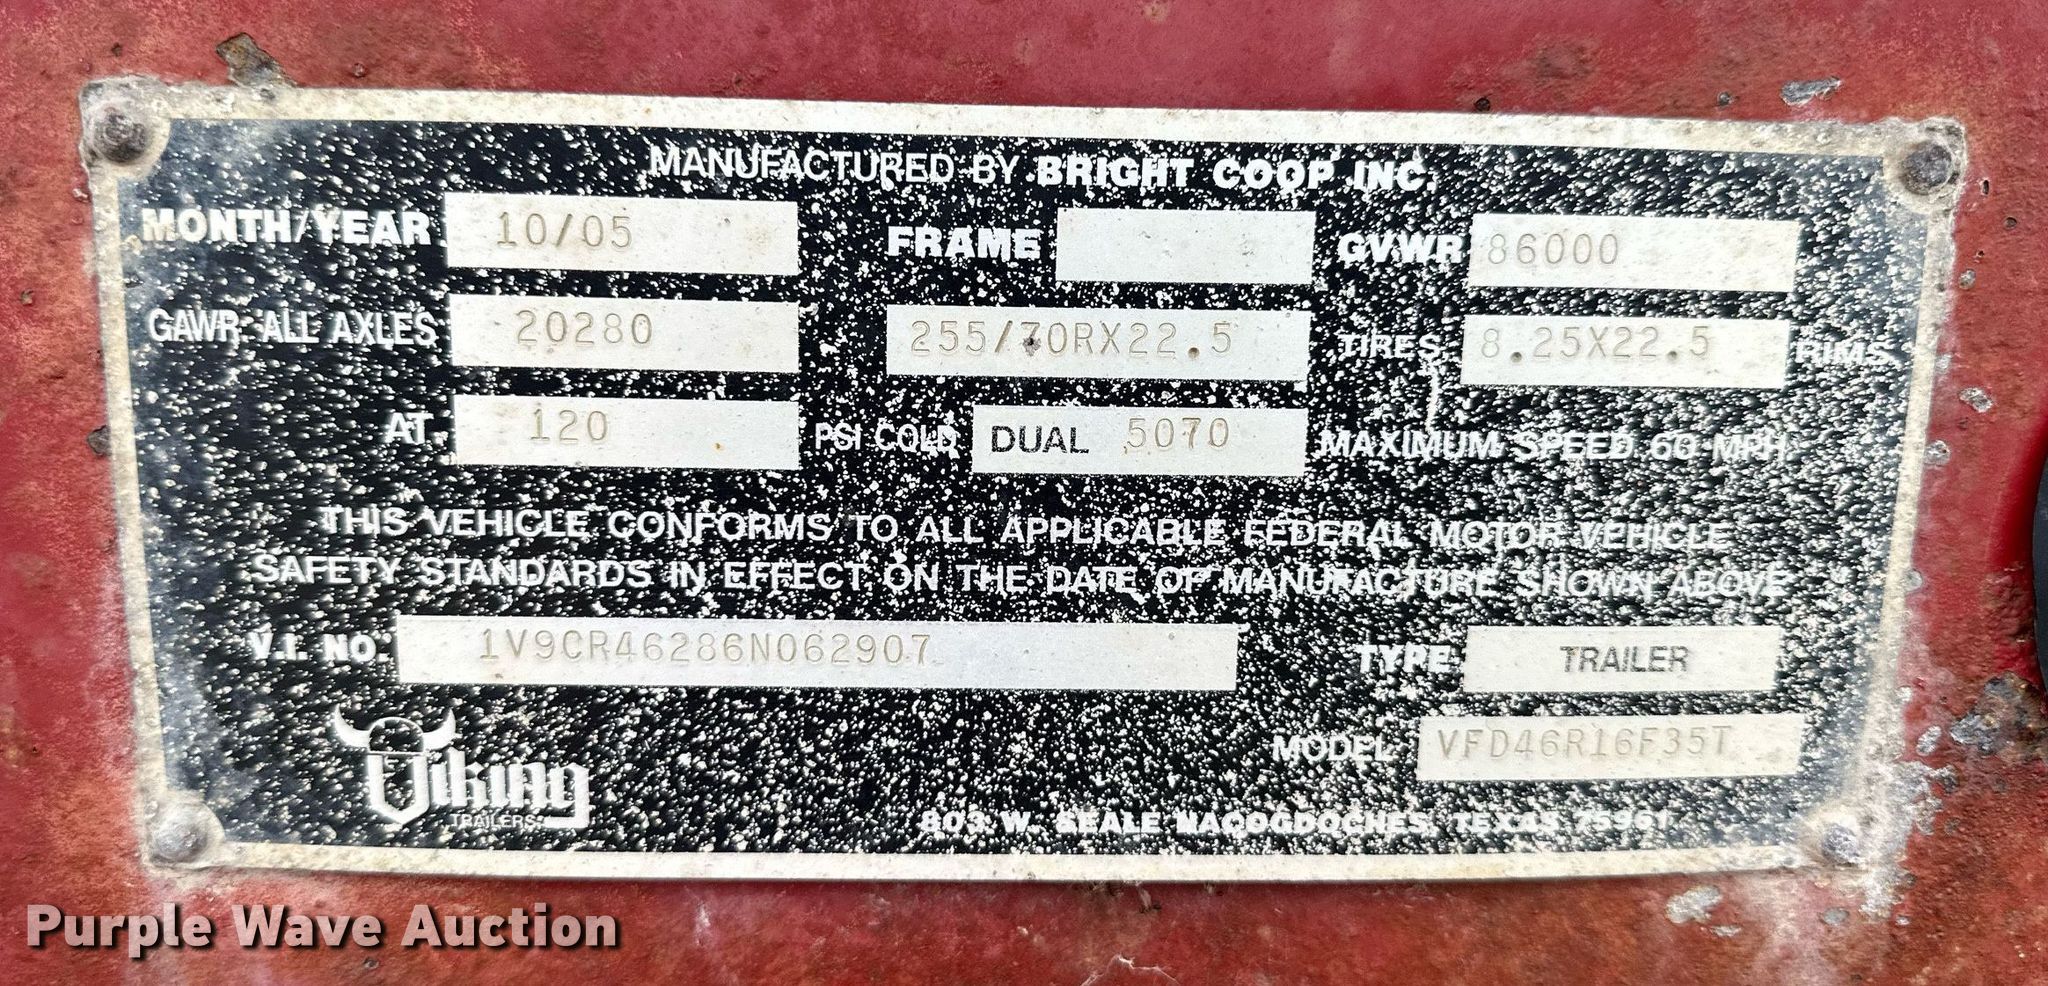 MANUFACTURED BY BRIGHT COOP INC.
MONTH/YEAR 10/05 FRAME GVWR 86000
GAWR ALL AXLES 20280 255/70RX22.5 TIRES 8.25X22.5 RIMS
AT 120 PSI COLD DUAL 5070 MAXIMUM SPEED 60 MPH
THIS VEHICLE CONFORMS TO ALL APPLICABLE FEDERAL MOTOR VEHICLE
SAFETY STANDARDS IN EFFECT ON THE DATE OF MANUFACTURE SHOWN ABOVE
V.I. NO. 1V9CR46286N062907 TYPE TRAILER
MODEL VFD46R16F35T
Viking
TRAILERS
803 W. SEALE NACOGDOCHES, TEXAS 75961
Purple Wave Auction